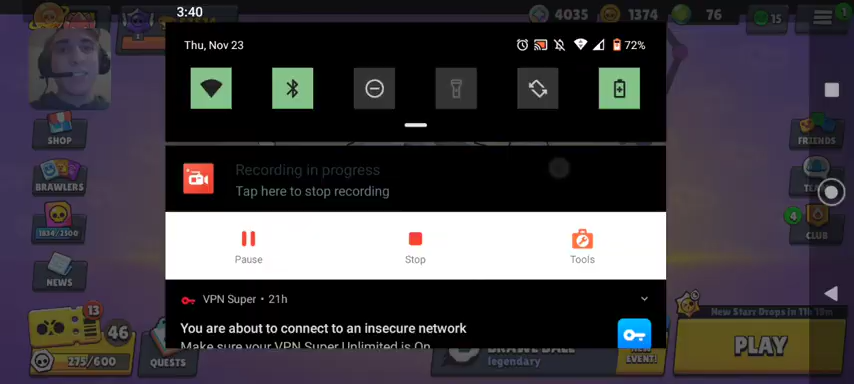 3:40
4035
1374
76
15
Thu, Nov 23
72%
SHOP
Recording in progress
Tap here to stop recording
FRIENDS
BRAWLERS
1834/2500
4
CLUB
Pause
Stop
Tools
NEWS
VPN Super • 21h
13
46
275/600
QUESTS
You are about to connect to an insecure network
Make sure your VPN Super Unlimited is On
BRAWL BALL
legendary
NEW
EVENT!
New Starr Drops in 11h 19m
PLAY